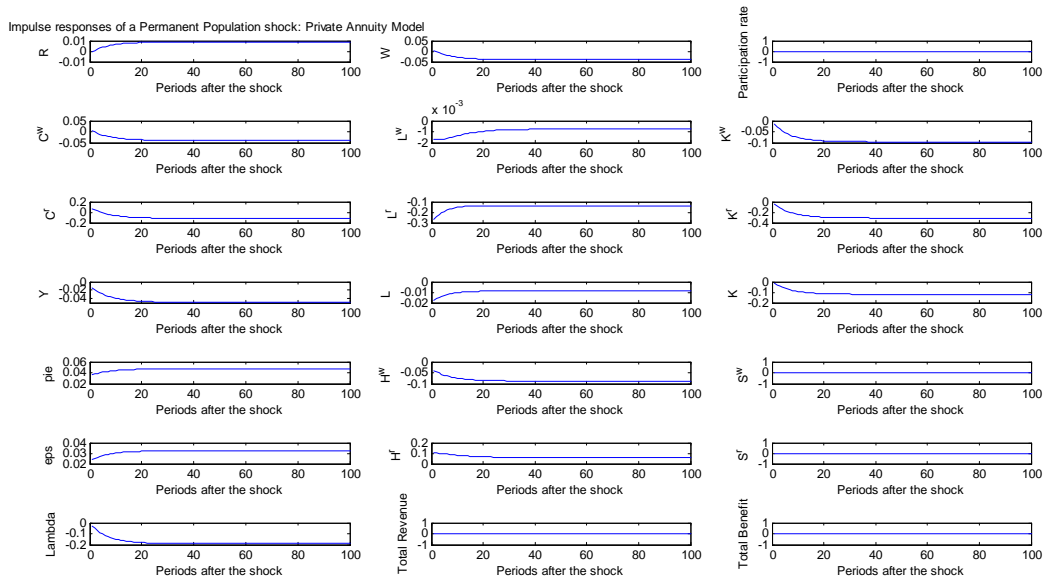 Impulse responses of a Permanent Population shock: Private Annuity Model
R
0.01
0
-0.01
0 20 40 60 80 100
Periods after the shock
W
0.05
0
-0.05
0 20 40 60 80 100
Periods after the shock
Participation rate
1
0
-1
0 20 40 60 80 100
Periods after the shock
C^w
0.05
0
-0.05
0 20 40 60 80 100
Periods after the shock
x 10^-3
L^w
0
-1
-2
0 20 40 60 80 100
Periods after the shock
K^w
0
-0.05
-0.1
0 20 40 60 80 100
Periods after the shock
C^r
0.2
0
-0.2
0 20 40 60 80 100
Periods after the shock
L^r
-0.1
-0.2
-0.3
0 20 40 60 80 100
Periods after the shock
K^r
0
-0.2
-0.4
0 20 40 60 80 100
Periods after the shock
Y
0
-0.02
-0.04
0 20 40 60 80 100
Periods after the shock
L
0
-0.01
-0.02
0 20 40 60 80 100
Periods after the shock
K
0
-0.1
-0.2
0 20 40 60 80 100
Periods after the shock
pie
0.06
0.04
0.02
0 20 40 60 80 100
Periods after the shock
H^w
0
-0.05
-0.1
0 20 40 60 80 100
Periods after the shock
S^w
1
0
-1
0 20 40 60 80 100
Periods after the shock
eps
0.04
0.03
0.02
0 20 40 60 80 100
Periods after the shock
H^r
0.2
0.1
0
0 20 40 60 80 100
Periods after the shock
S^r
1
0
-1
0 20 40 60 80 100
Periods after the shock
Lambda
0
-0.1
-0.2
0 20 40 60 80 100
Periods after the shock
Total Revenue
1
0
-1
0 20 40 60 80 100
Periods after the shock
Total Benefit
1
0
-1
0 20 40 60 80 100
Periods after the shock